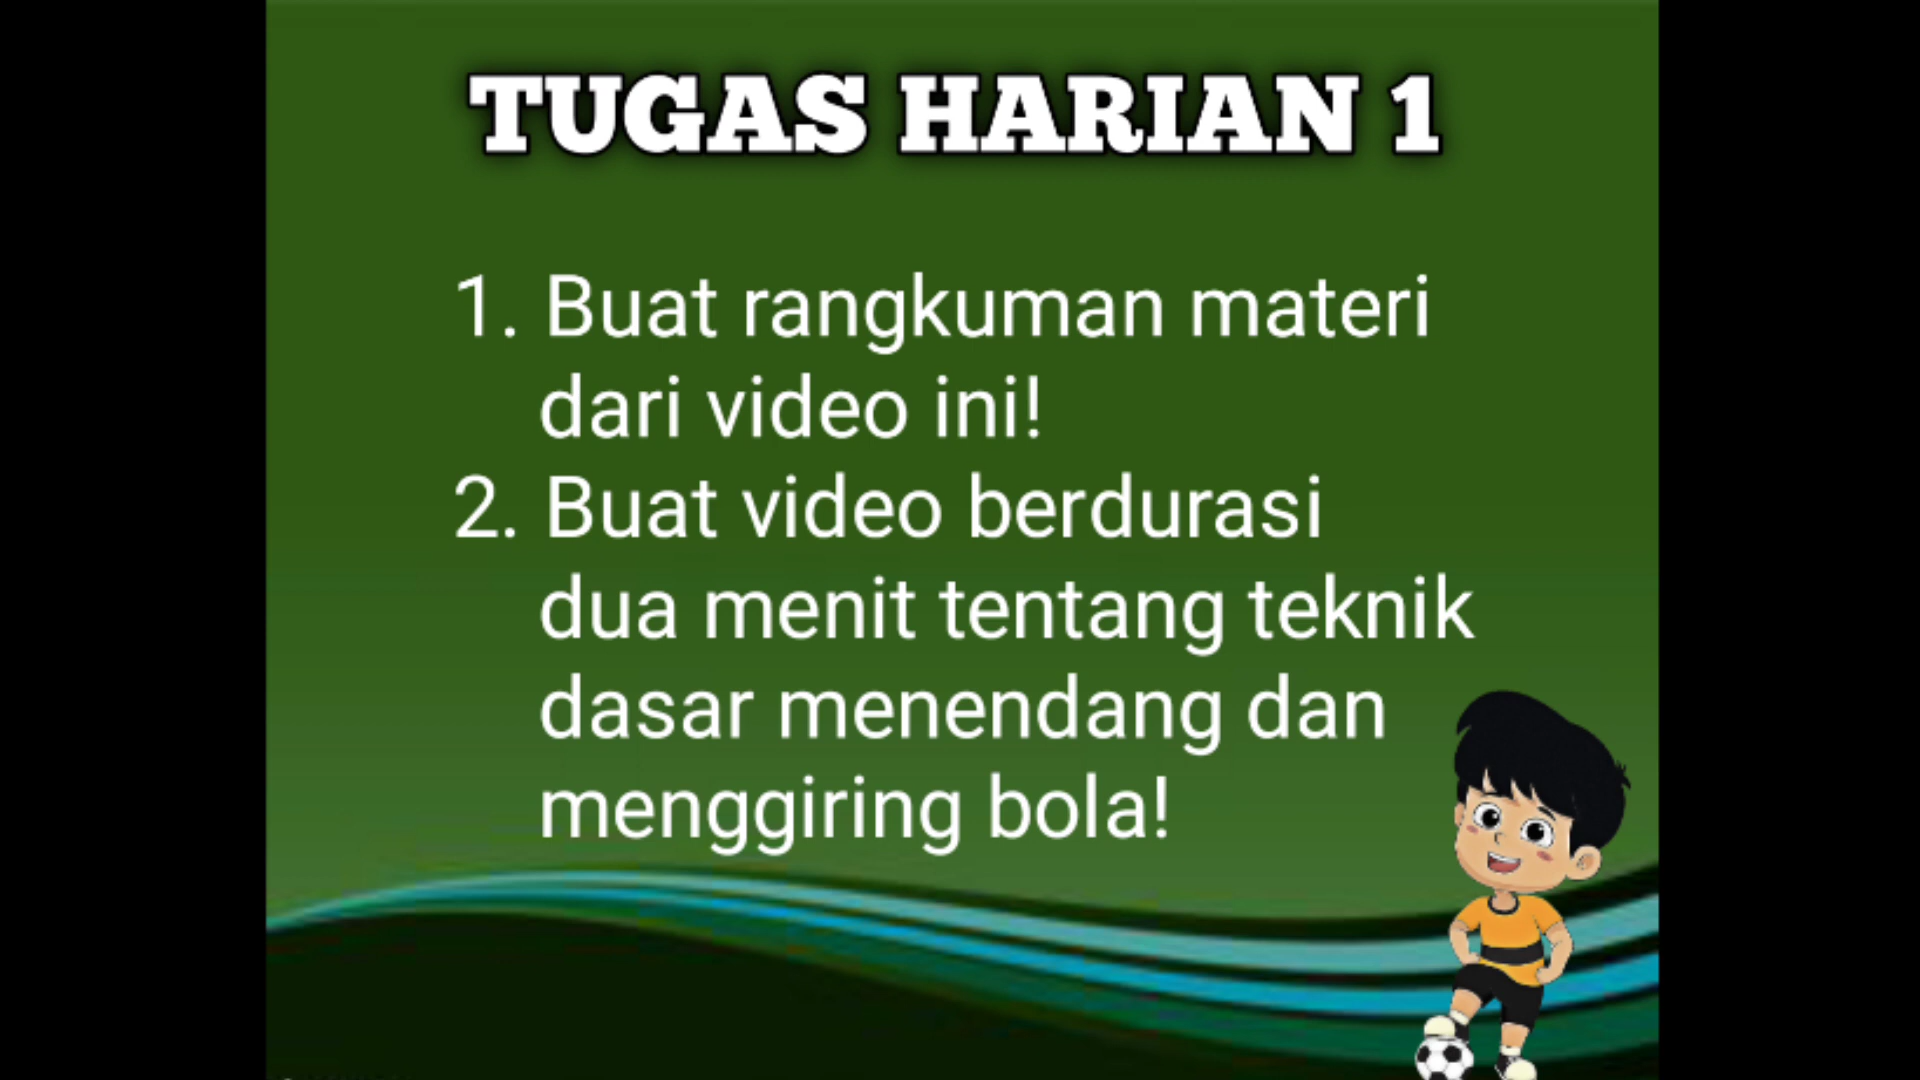 TUGAS HARIAN 1
1. Buat rangkuman materi
dari video ini!
2. Buat video berdurasi
dua menit tentang teknik
dasar menendang dan
menggiring bola!